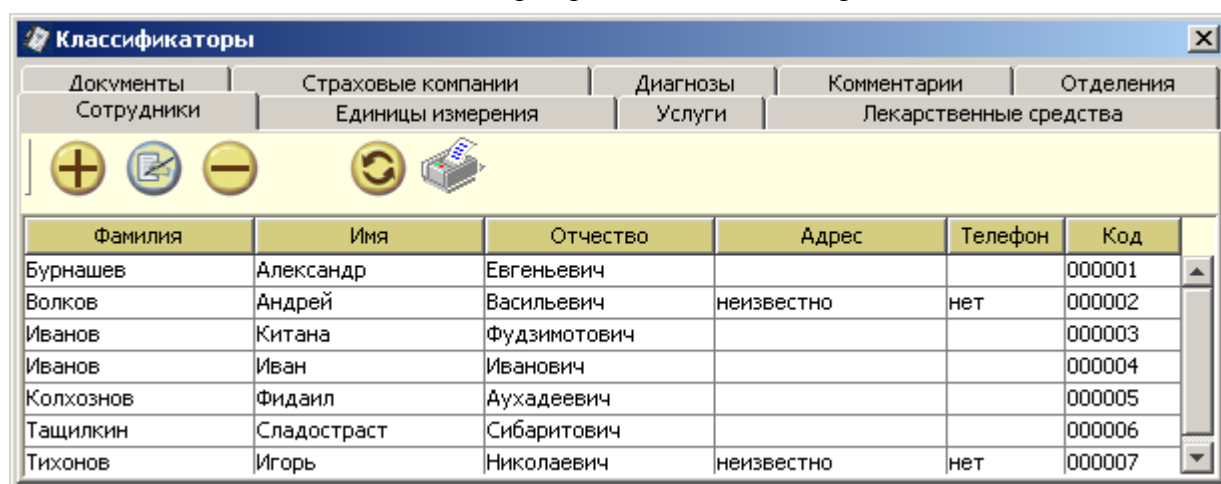 Классификаторы
Документы Страховые компании Диагнозы Комментарии Отделения
Сотрудники Единицы измерения Услуги Лекарственные средства
Фамилия Имя Отчество Адрес Телефон Код
Бурнашев Александр Евгеньевич 000001
Волков Андрей Васильевич неизвестно нет 000002
Иванов Китана Фудзимотович 000003
Иванов Иван Иванович 000004
Колхознов Фидаил Аухадеевич 000005
Тащилкин Сладостраст Сибаритович 000006
Тихонов Игорь Николаевич неизвестно нет 000007